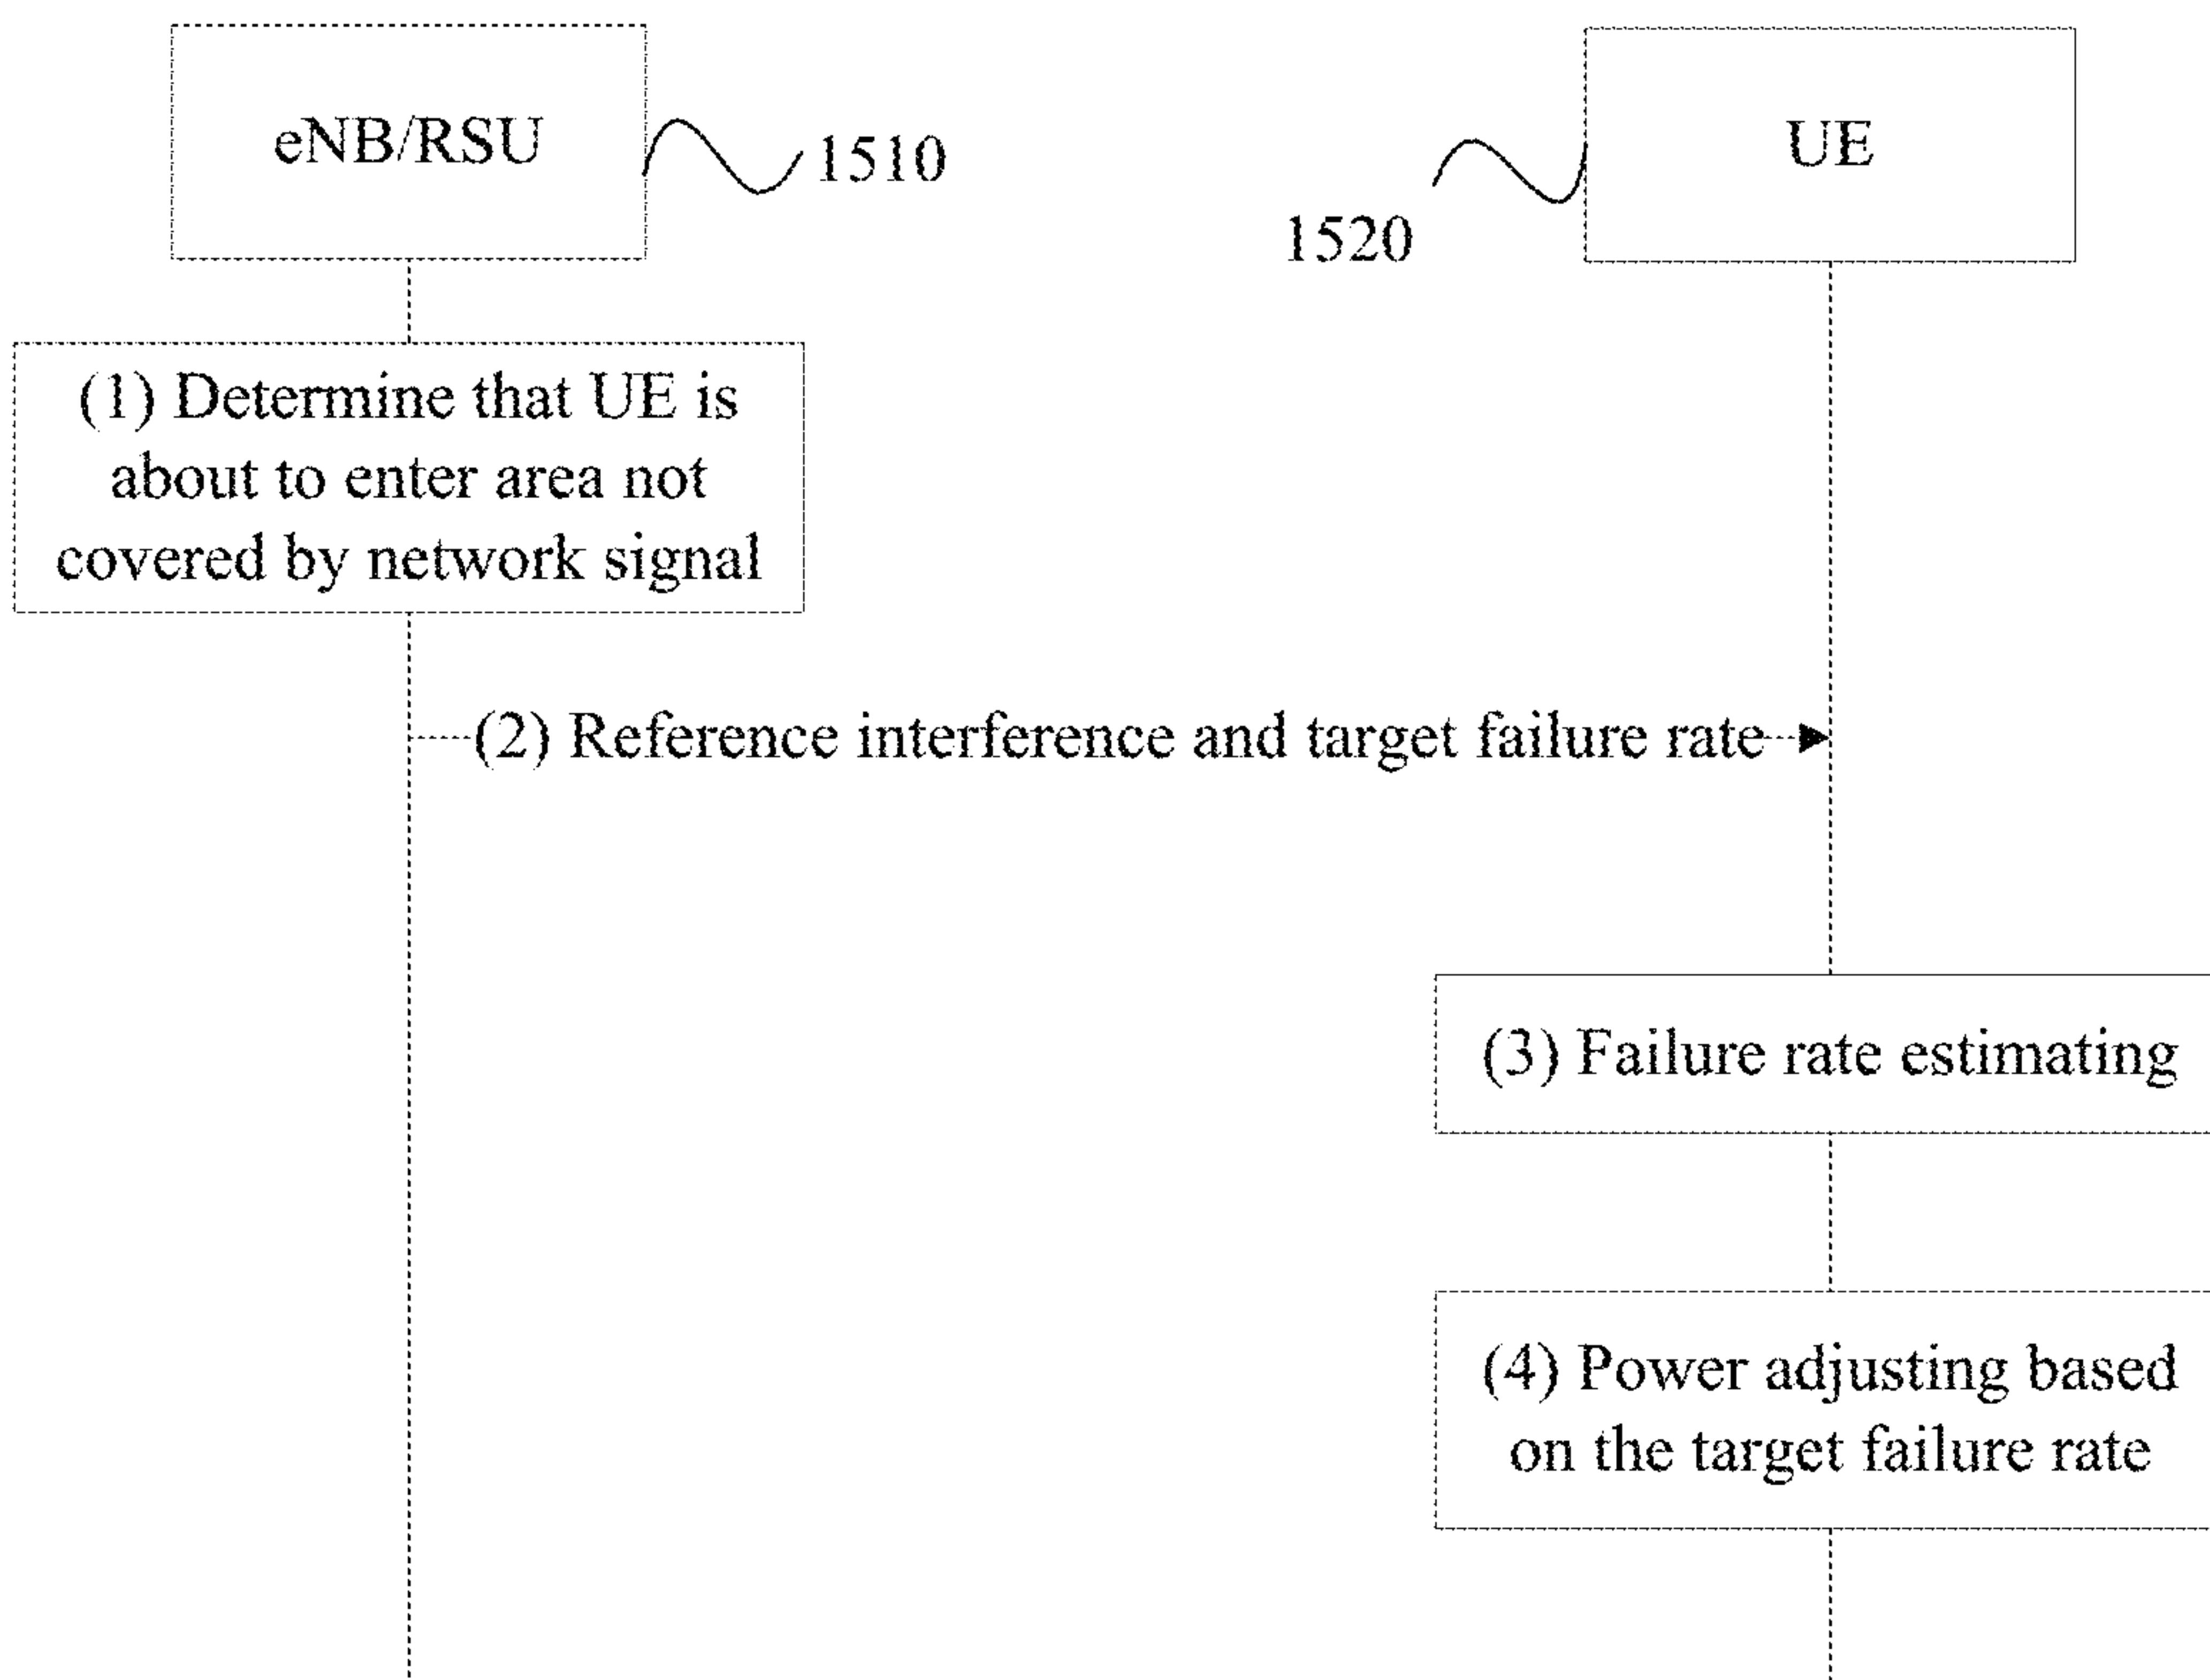 eNB/RSU
1510
UE
1520
(1) Determine that UE is
about to enter area not
covered by network signal
(2) Reference interference and target failure rate
(3) Failure rate estimating
(4) Power adjusting based
on the target failure rate